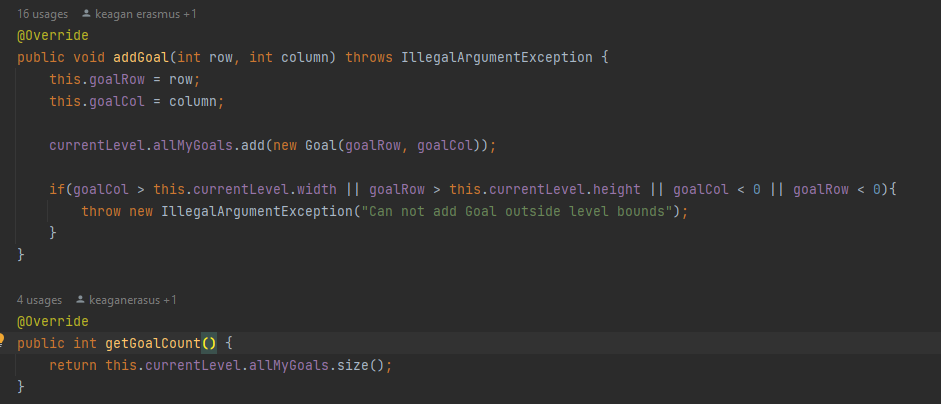 16 usages keagan erasmus +1
@Override
public void addGoal(int row, int column) throws IllegalArgumentException {
this.goalRow = row;
this.goalCol = column;
currentLevel.allMyGoals.add(new Goal(goalRow, goalCol));
if(goalCol > this.currentLevel.width || goalRow > this.currentLevel.height || goalCol < 0 || goalRow < 0){
throw new IllegalArgumentException("Can not add Goal outside level bounds");
}
}
4 usages keaganerasus +1
@Override
public int getGoalCount() {
return this.currentLevel.allMyGoals.size();
}